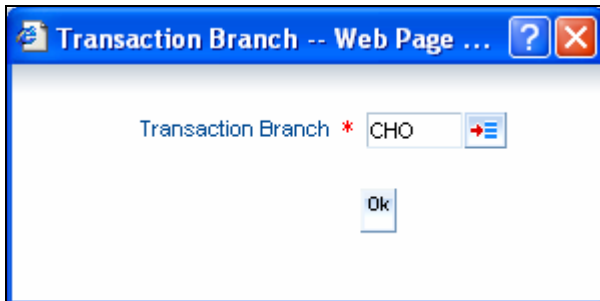 Transaction Branch -- Web Page ...
Transaction Branch * CHO
Ok